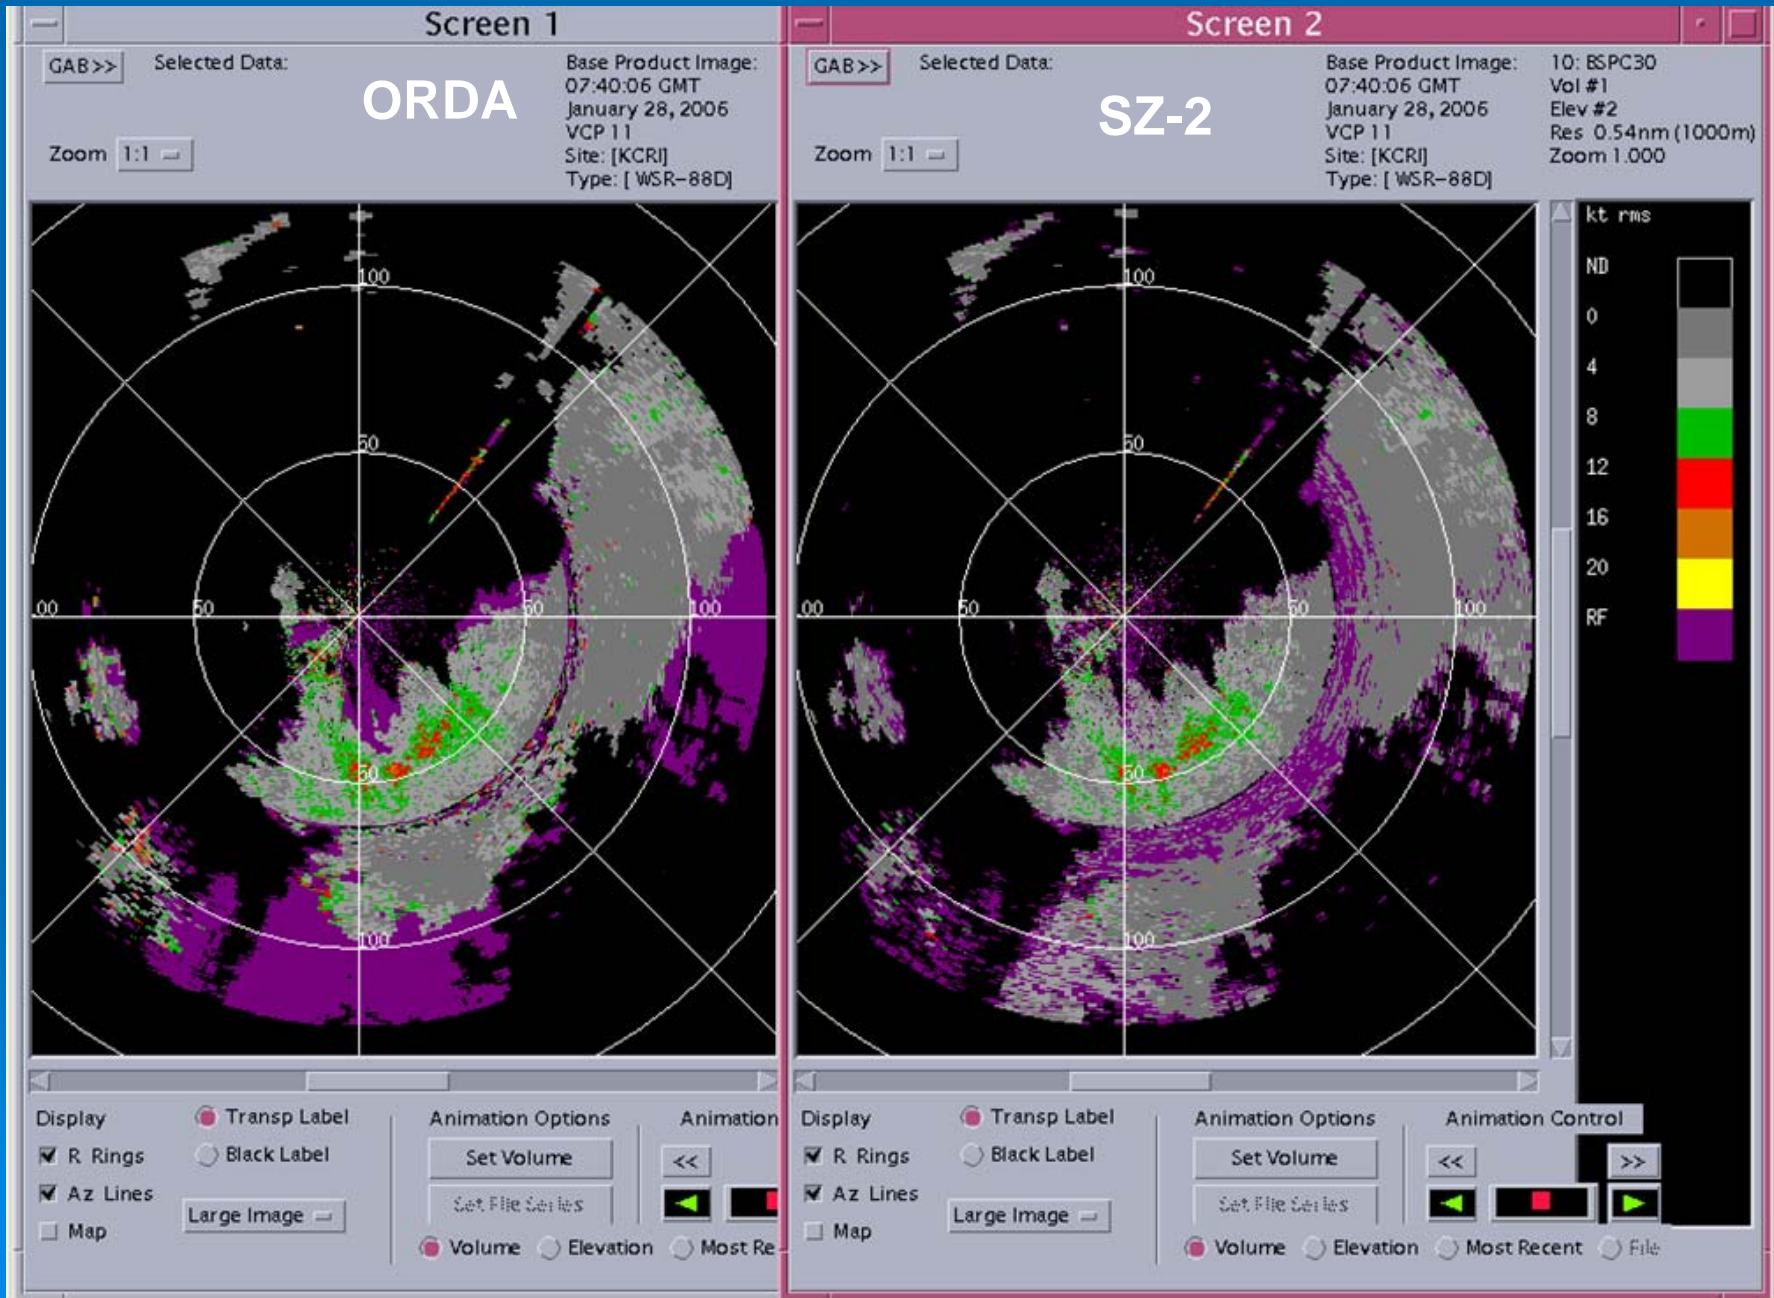 Screen 1
GAB>>
Selected Data:
ORDA
Base Product Image:
07:40:06 GMT
January 28, 2006
VCP 11
Site: [KCRI]
Type: [ WSR-88D]
Zoom
1:1
100
50
00
50
50
100
50
100
Display
Transp Label
Black Label
R Rings
Az Lines
Map
Large Image
Animation Options
Set Volume
Set File Series
Volume
Elevation
Most Re
Animation
<<
Screen 2
GAB>>
Selected Data:
SZ-2
Base Product Image:
07:40:06 GMT
January 28, 2006
VCP 11
Site: [KCRI]
Type: [ WSR-88D]
10: BSPC30
Vol #1
Elev #2
Res 0.54nm (1000m)
Zoom 1.000
Zoom
1:1
100
50
00
50
50
100
50
100
kt rms
ND
0
4
8
12
16
20
RF
Display
Transp Label
Black Label
R Rings
Az Lines
Map
Large Image
Animation Options
Set Volume
Set File Series
Volume
Elevation
Most Recent
File
Animation Control
<<
>>